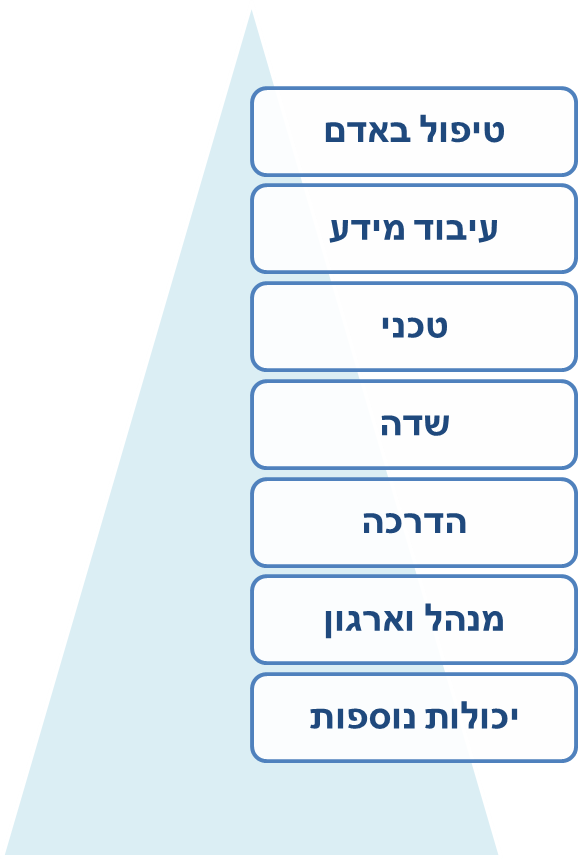 טיפול באדם
עיבוד מידע
טכני
שדה
הדרכה
מנהל וארגון
יכולות נוספות